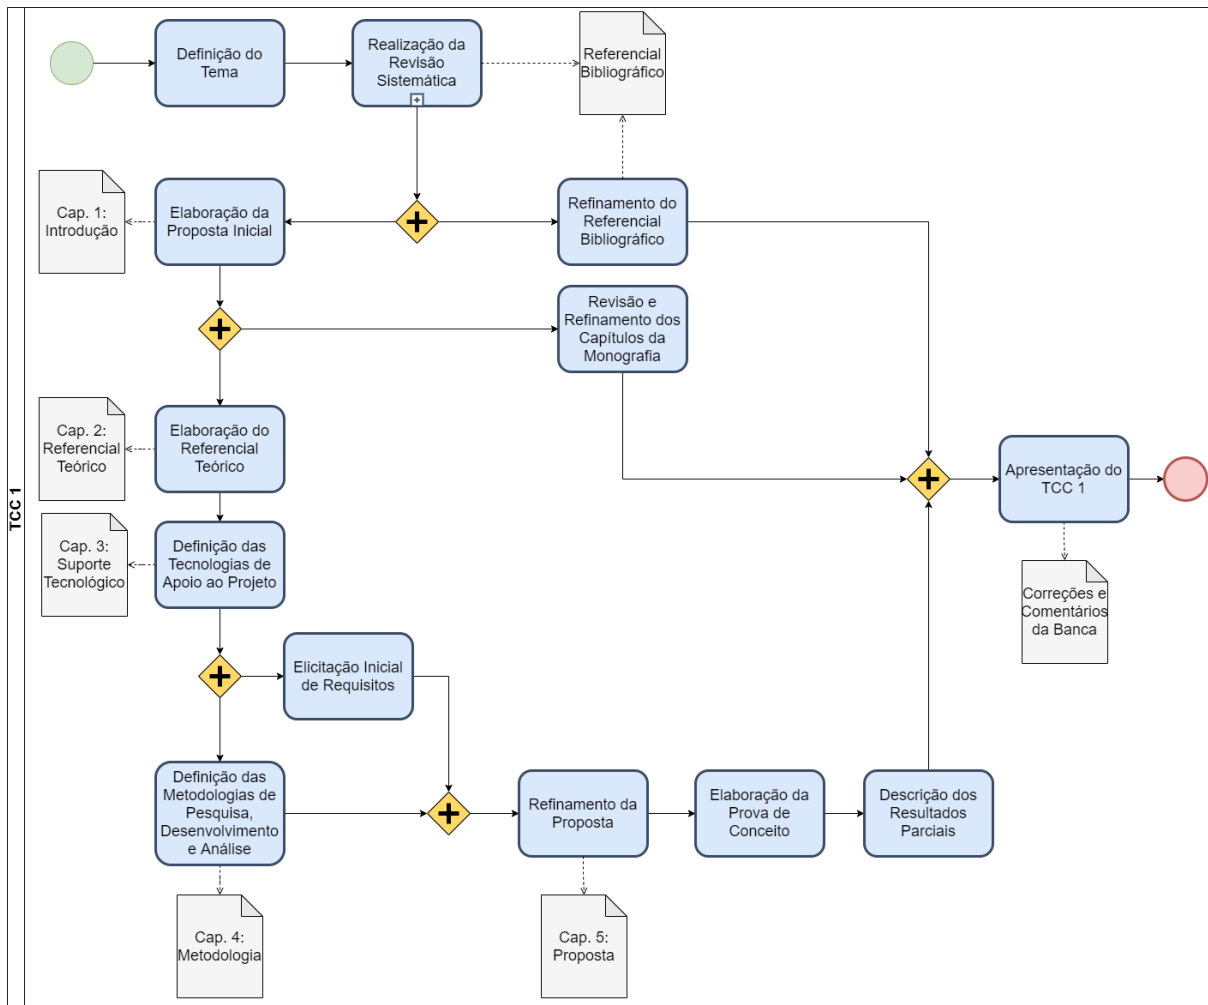 TCC 1
Definição do
Tema
Realização da
Revisão
Sistemática
Referencial
Bibliográfico
Cap. 1:
Introdução
Elaboração da
Proposta Inicial
Refinamento do
Referencial
Bibliográfico
Revisão e
Refinamento dos
Capítulos da
Monografia
Cap. 2:
Referencial
Teórico
Elaboração do
Referencial
Teórico
Apresentação do
TCC 1
Cap. 3:
Suporte
Tecnológico
Definição das
Tecnologias de
Apoio ao Projeto
Correções e
Comentários
da Banca
Elicitação Inicial
de Requisitos
Definição das
Metodologias de
Pesquisa,
Desenvolvimento
e Análise
Refinamento da
Proposta
Elaboração da
Prova de
Conceito
Descrição dos
Resultados
Parciais
Cap. 4:
Metodologia
Cap. 5:
Proposta